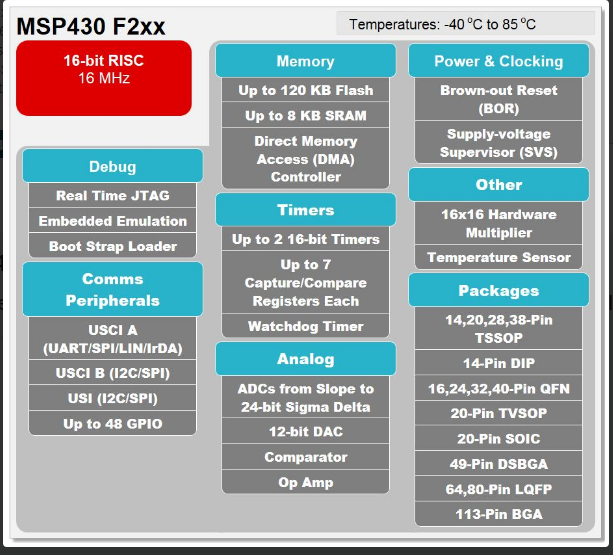 MSP430 F2xx
Temperatures: -40 °C to 85 °C
16-bit RISC
16 MHz
Debug
Real Time JTAG
Embedded Emulation
Boot Strap Loader
Comms
Peripherals
USCI A
(UART/SPI/LIN/IrDA)
USCI B (I2C/SPI)
USI (I2C/SPI)
Up to 48 GPIO
Memory
Up to 120 KB Flash
Up to 8 KB SRAM
Direct Memory
Access (DMA)
Controller
Timers
Up to 2 16-bit Timers
Up to 7
Capture/Compare
Registers Each
Watchdog Timer
Analog
ADCs from Slope to
24-bit Sigma Delta
12-bit DAC
Comparator
Op Amp
Power & Clocking
Brown-out Reset
(BOR)
Supply-voltage
Supervisor (SVS)
Other
16x16 Hardware
Multiplier
Temperature Sensor
Packages
14,20,28,38-Pin
TSSOP
14-Pin DIP
16,24,32,40-Pin QFN
20-Pin TVSOP
20-Pin SOIC
49-Pin DSBGA
64,80-Pin LQFP
113-Pin BGA